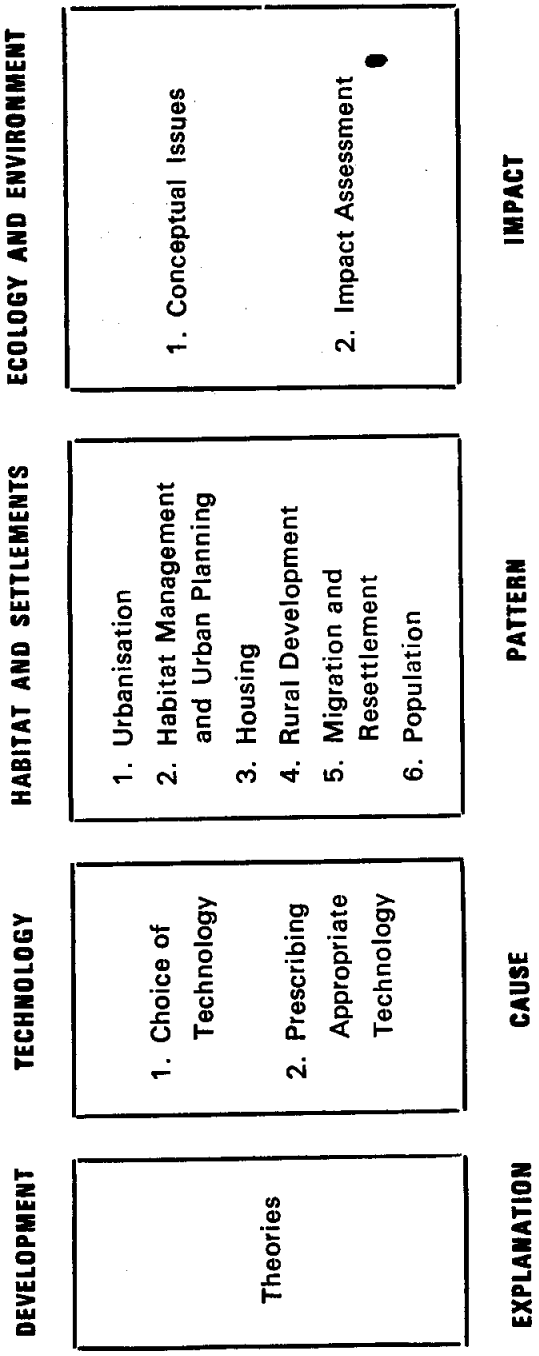 DEVELOPMENT
Theories
EXPLANATION
TECHNOLOGY
1. Choice of
Technology
2. Prescribing
Appropriate
Technology
CAUSE
HABITAT AND SETTLEMENTS
1. Urbanisation
2. Habitat Management
and Urban Planning
3. Housing
4. Rural Development
5. Migration and
Resettlement
6. Population
PATTERN
ECOLOGY AND ENVIRONMENT
1. Conceptual Issues
2. Impact Assessment
IMPACT